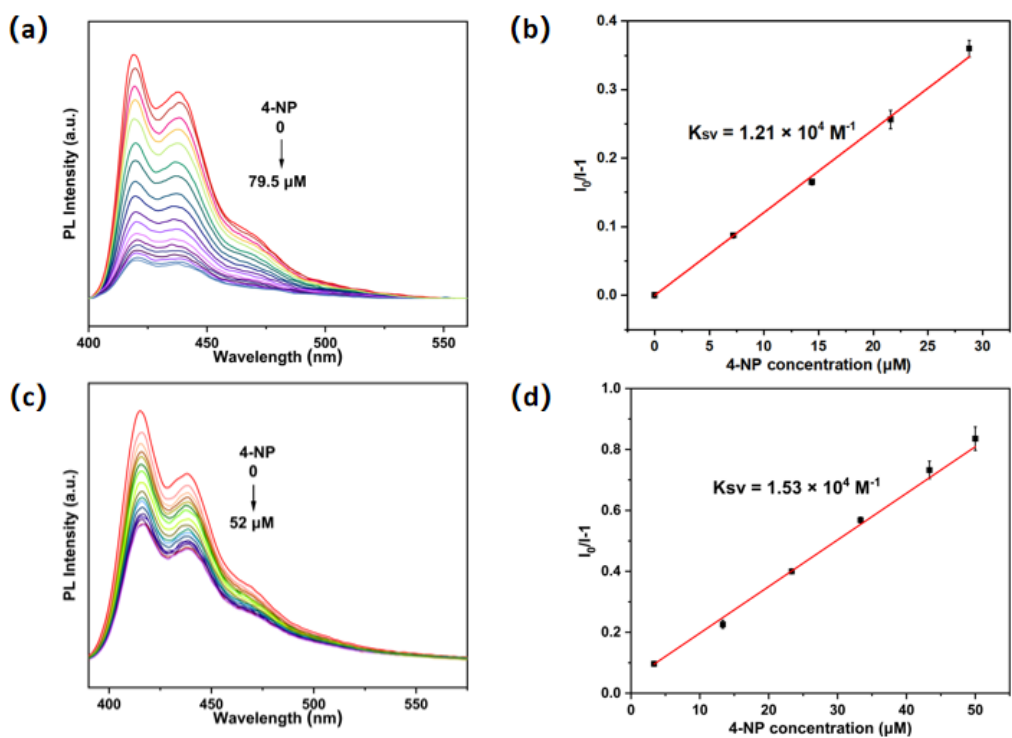 (a)
PL Intensity (a.u.)
4-NP
0
79.5 μM
400
450
500
550
Wavelength (nm)
(b)
I0/I-1
0.4
0.3
0.2
0.1
0.0
Ksv = 1.21 × 10⁴ M⁻¹
0
5
10
15
20
25
30
4-NP concentration (μM)
(c)
PL Intensity (a.u.)
4-NP
0
52 μM
400
450
500
550
Wavelength (nm)
(d)
I0/I-1
1.0
0.8
0.6
0.4
0.2
0.0
Ksv = 1.53 × 10⁴ M⁻¹
0
10
20
30
40
50
4-NP concentration (μM)